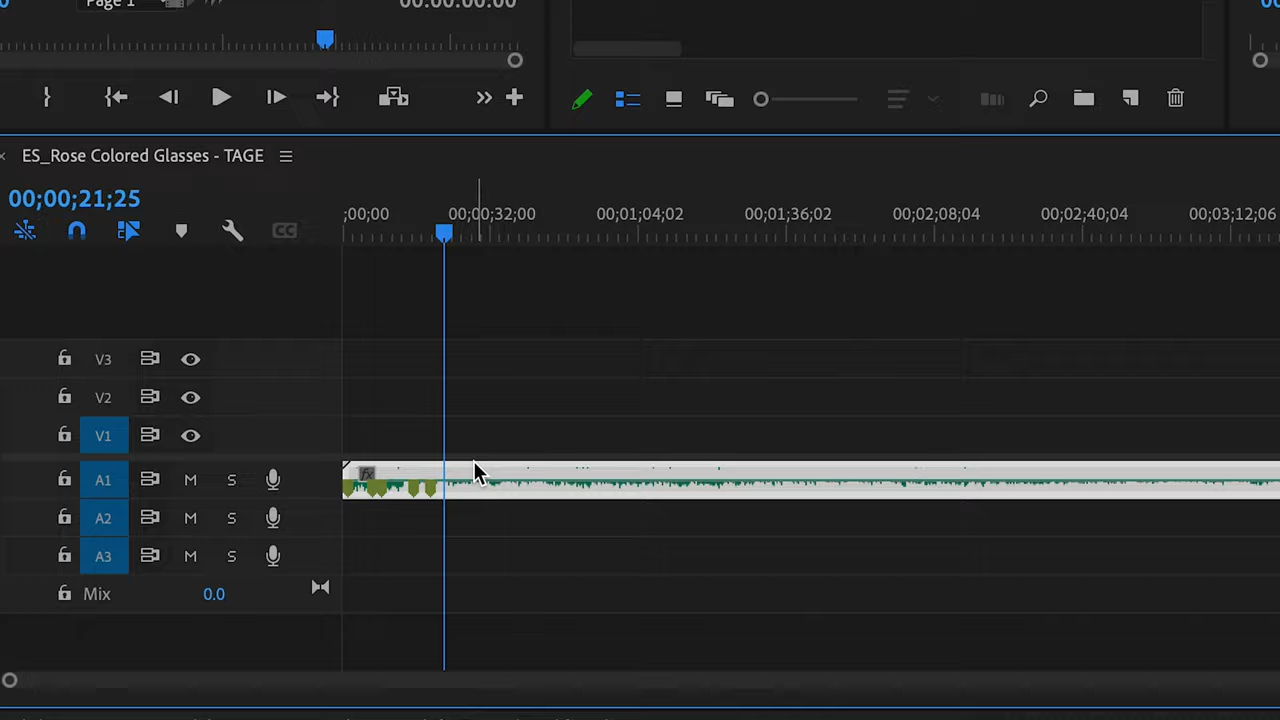 Page 1
00:00:00:00
ES_Rose Colored Glasses - TAGE
00;00;21;25
;00;00 00;00;32;00 00;01;04;02 00;01;36;02 00;02;08;04 00;02;40;04 00;03;12;06
CC
V3
V2
V1
fx
A1 M S
A2 M S
A3 M S
Mix 0.0